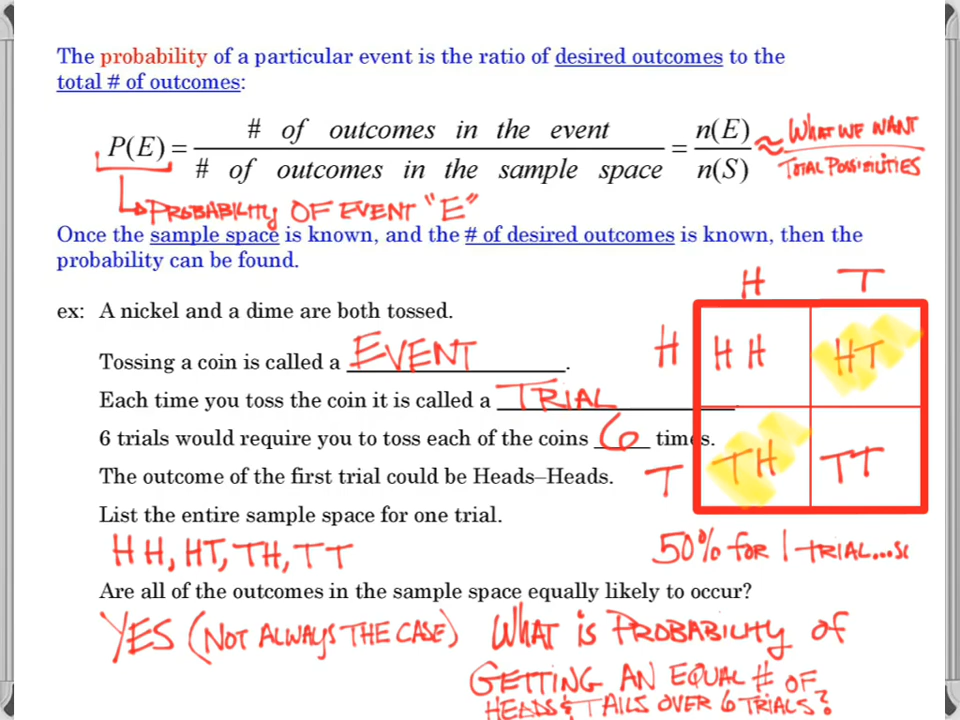 The probability of a particular event is the ratio of desired outcomes to the
total # of outcomes:
P(E) = # of outcomes in the event / # of outcomes in the sample space = n(E) / n(S) ≈ WHAT WE WANT / TOTAL POSSIBILITIES
PROBABILITY OF EVENT "E"
Once the sample space is known, and the # of desired outcomes is known, then the
probability can be found.
H T
ex: A nickel and a dime are both tossed.
H HH HT
Tossing a coin is called a EVENT.
Each time you toss the coin it is called a TRIAL.
6 trials would require you to toss each of the coins 6 times.
T TH TT
The outcome of the first trial could be Heads–Heads.
List the entire sample space for one trial.
HH, HT, TH, TT
50% for 1 TRIAL...SO
Are all of the outcomes in the sample space equally likely to occur?
YES (NOT ALWAYS THE CASE)
WHAT is PROBABILITY of
GETTING AN EQUAL # OF
HEADS & TAILS OVER 6 TRIALS?